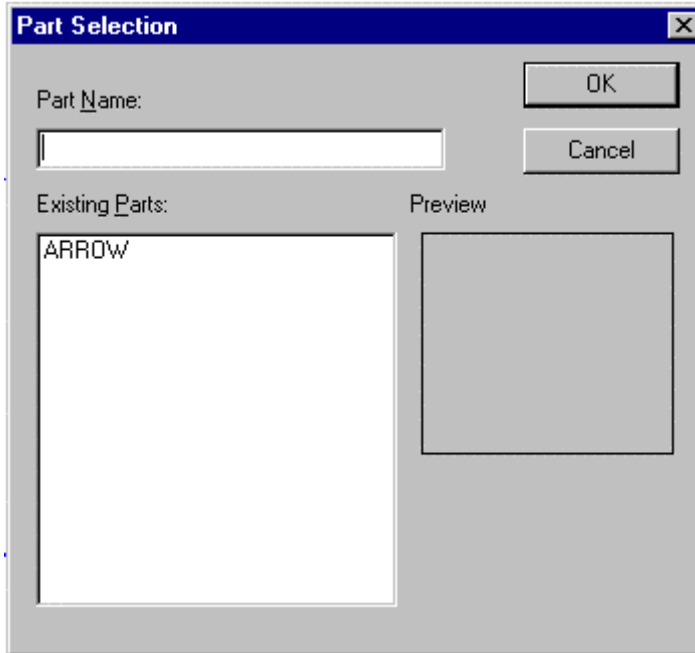 Part Selection
Part Name:
OK
Cancel
Existing Parts:
Preview
ARROW